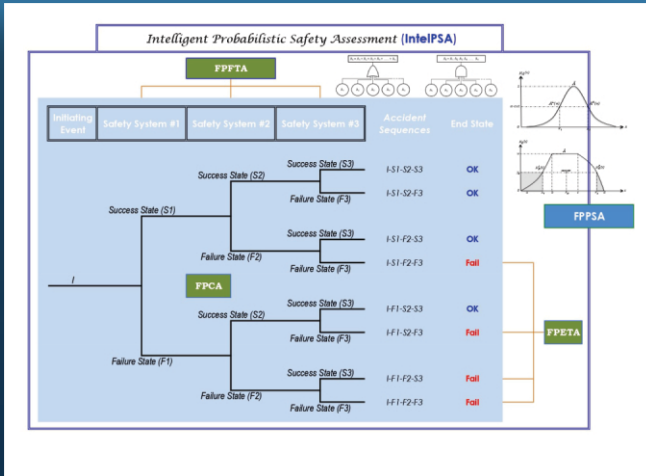 Intelligent Probabilistic Safety Assessment (IntelPSA)
FPFTA
Initiating Event
Safety System #1
Safety System #2
Safety System #3
Accident Sequences
End State
Success State (S3)
I-S1-S2-S3
OK
Success State (S2)
Failure State (F3)
I-S1-S2-F3
OK
Success State (S1)
Success State (S3)
I-S1-F2-S3
OK
Failure State (F2)
Failure State (F3)
I-S1-F2-F3
Fail
I
FPCA
Success State (S3)
I-F1-S2-S3
OK
Success State (S2)
Failure State (F3)
I-F1-S2-F3
Fail
Failure State (F1)
Success State (S3)
I-F1-F2-S3
Fail
Failure State (F2)
Failure State (F3)
I-F1-F2-F3
Fail
FPPSA
FPETA